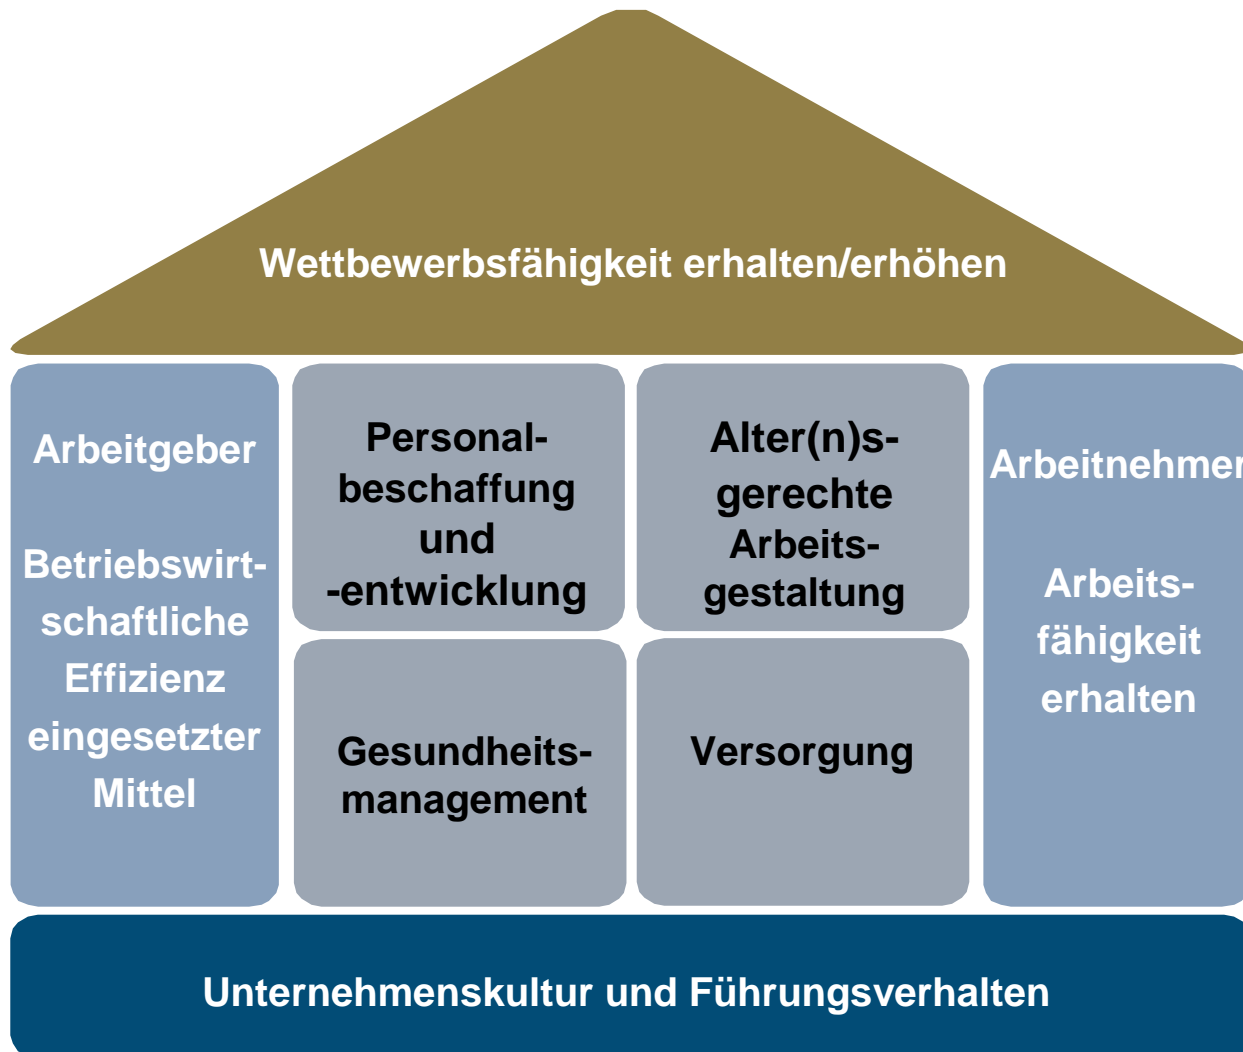 Wettbewerbsfähigkeit erhalten/erhöhen
Arbeitgeber
Betriebswirt-
schaftliche
Effizienz
eingesetzter
Mittel
Personal-
beschaffung
und
-entwicklung
Alter(n)s-
gerechte
Arbeits-
gestaltung
Gesundheits-
management
Versorgung
Arbeitnehmer
Arbeits-
fähigkeit
erhalten
Unternehmenskultur und Führungsverhalten